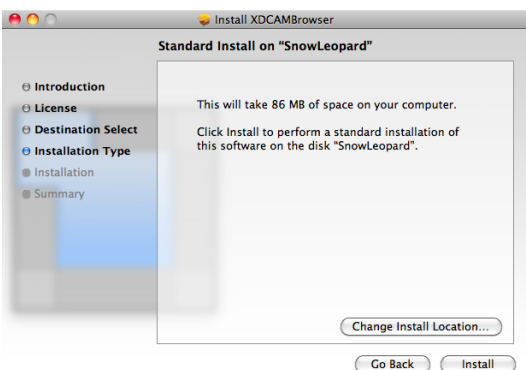 Install XDCAMBrowser
Standard Install on “SnowLeopard”
Introduction
License
Destination Select
Installation Type
Installation
Summary
This will take 86 MB of space on your computer.
Click Install to perform a standard installation of
this software on the disk “SnowLeopard”.
Change Install Location...
Go Back
Install